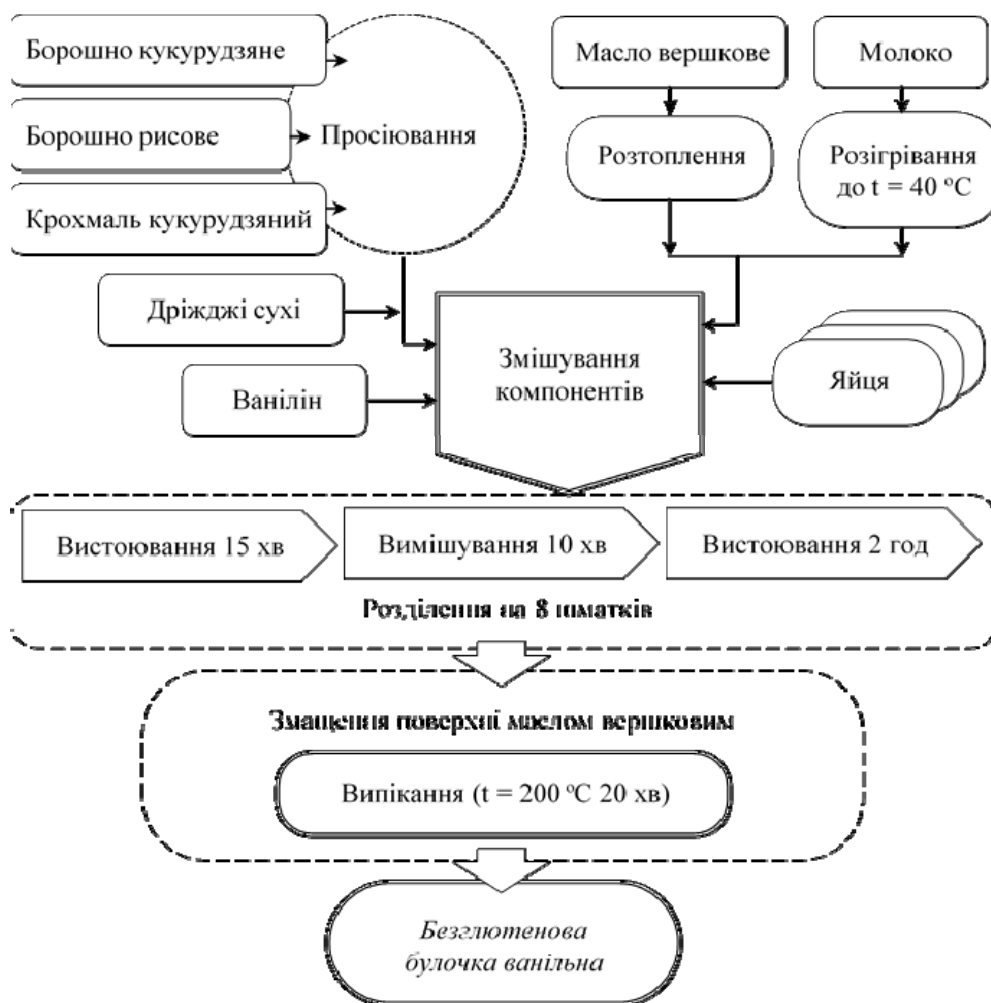 Борошно кукурудзяне
Масло вершкове
Молоко
Борошно рисове
Просіювання
Розтоплення
Розігрівання
до t = 40 °C
Крохмаль кукурудзяний
Дріжджі сухі
Змішування
компонентів
Ванілін
Яйця
Вистоювання 15 хв
Вимішування 10 хв
Вистоювання 2 год
Розділення на 8 шматків
Змащення поверхні маслом вершковим
Випікання (t = 200 °C 20 хв)
Безглютенова
булочка ванільна